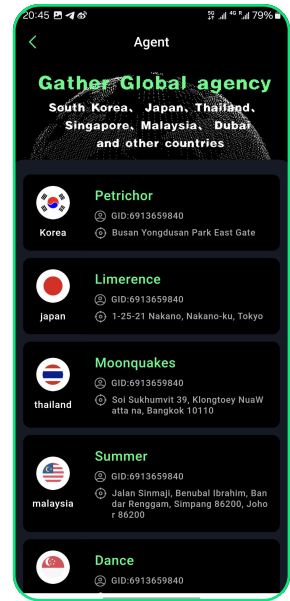 20:45 5G 4G R 79%
Agent
Gather Global agency
South Korea、 Japan、Thailand、
Singapore、Malaysia、 Dubai
and other countries
Petrichor
GID:6913659840
Korea
Busan Yongdusan Park East Gate
Limerence
GID:6913659840
japan
1-25-21 Nakano, Nakano-ku, Tokyo
Moonquakes
GID:6913659840
thailand
Soi Sukhumvit 39, Klongtoey NuaW
atta na, Bangkok 10110
Summer
GID:6913659840
malaysia
Jalan Sinmaji, Benubal Ibrahim, Ban
dar Renggam, Simpang 86200, Joho
r 86200
Dance
GID:6913659840